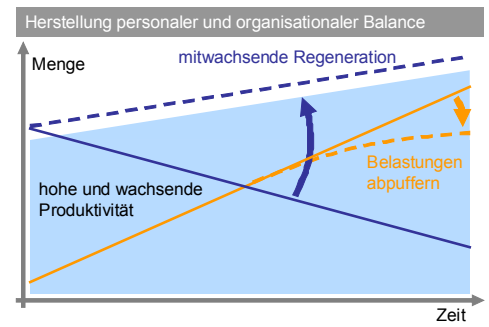 Herstellung personaler und organisationaler Balance
Menge
mitwachsende Regeneration
Belastungen
abpuffern
hohe und wachsende
Produktivität
Zeit